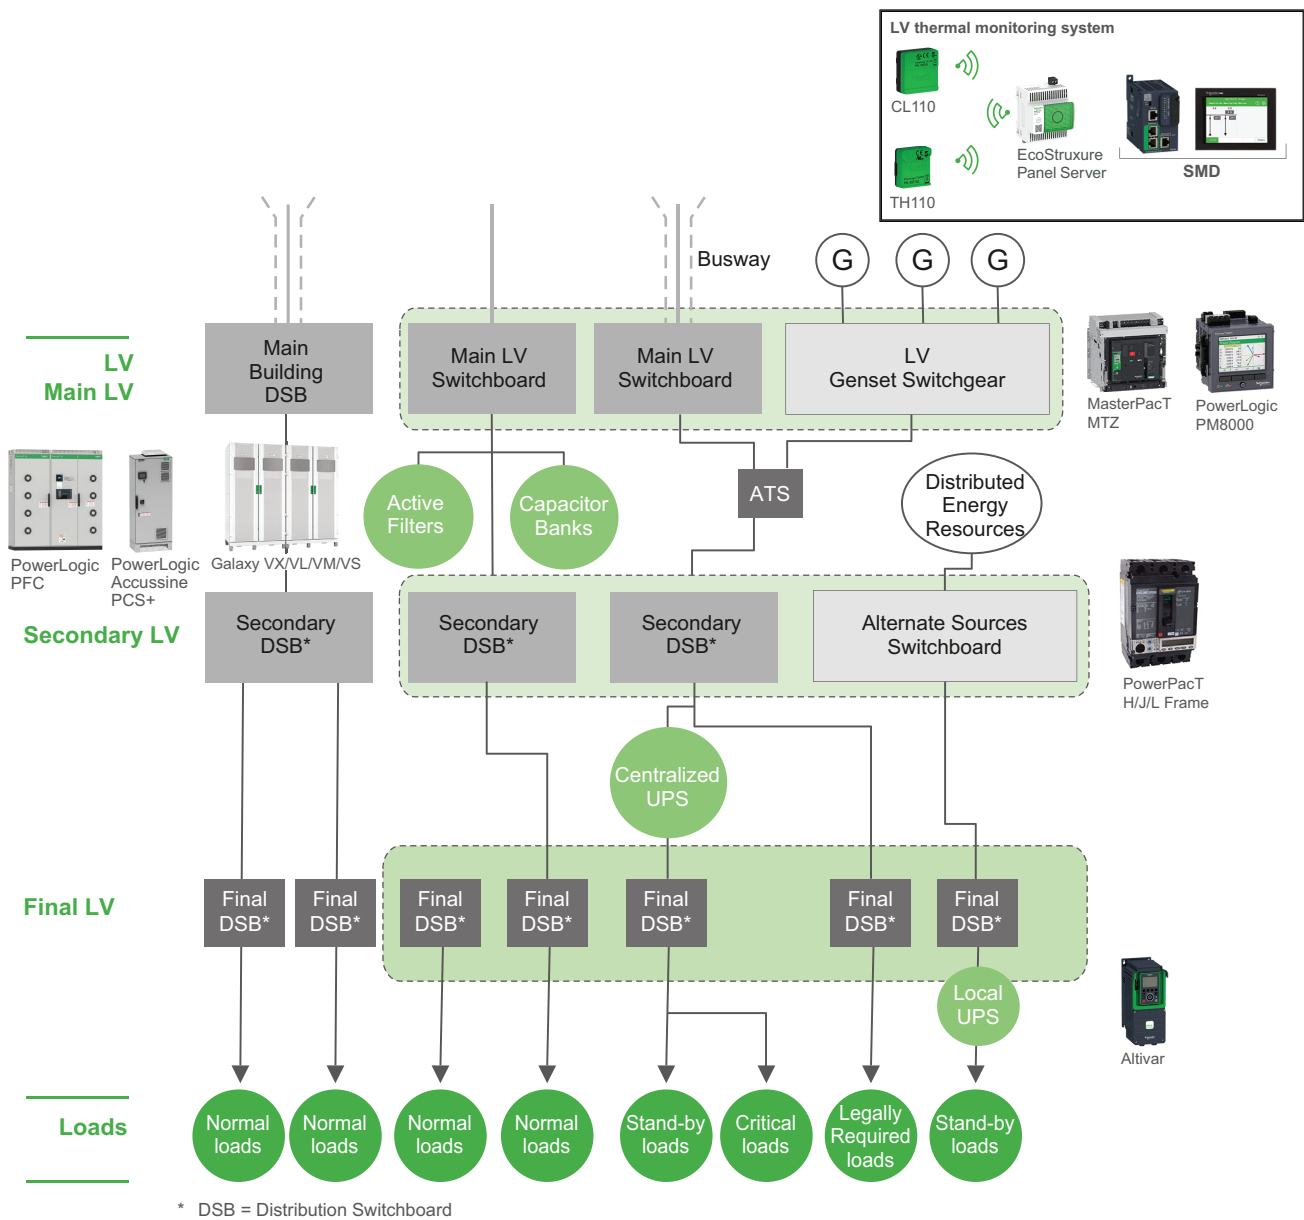 LV thermal monitoring system
CL110
TH110
EcoStruxure
Panel Server
SMD
Busway
G
G
G
LV
Main LV
Main
Building
DSB
Main LV
Switchboard
Main LV
Switchboard
LV
Genset Switchgear
MasterPacT
MTZ
PowerLogic
PM8000
Active
Filters
Capacitor
Banks
ATS
Distributed
Energy
Resources
PowerLogic
PFC
PowerLogic
Accussine
PCS+
Galaxy VX/VL/VM/VS
Secondary LV
Secondary
DSB*
Secondary
DSB*
Secondary
DSB*
Alternate Sources
Switchboard
PowerPacT
H/J/L Frame
Centralized
UPS
Final LV
Final
DSB*
Final
DSB*
Final
DSB*
Final
DSB*
Final
DSB*
Final
DSB*
Final
DSB*
Local
UPS
Altivar
Loads
Normal
loads
Normal
loads
Normal
loads
Normal
loads
Stand-by
loads
Critical
loads
Legally
Required
loads
Stand-by
loads
* DSB = Distribution Switchboard